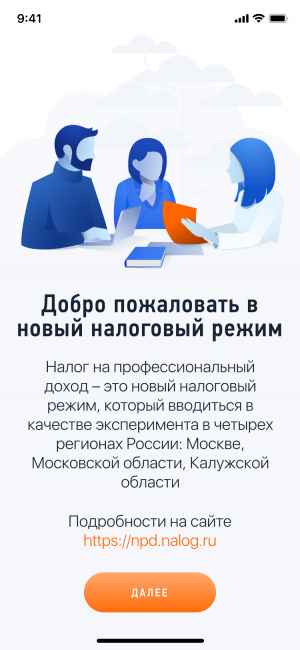 9:41
Добро пожаловать в
новый налоговый режим
Налог на профессиональный
доход – это новый налоговый
режим, который вводиться в
качестве эксперимента в четырех
регионах России: Москве,
Московской области, Калужской
области
Подробности на сайте
https://npd.nalog.ru
ДАЛЕЕ